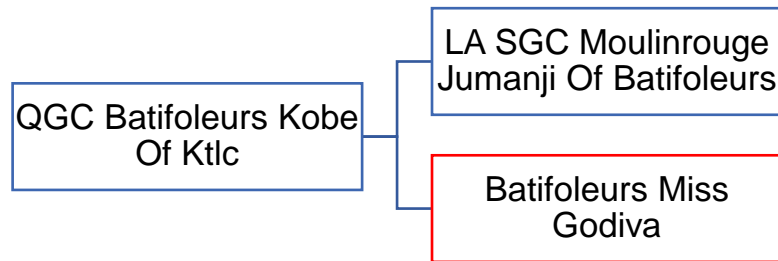 QGC Batifoleurs Kobe
Of Ktlc
LA SGC Moulinrouge
Jumanji Of Batifoleurs
Batifoleurs Miss
Godiva